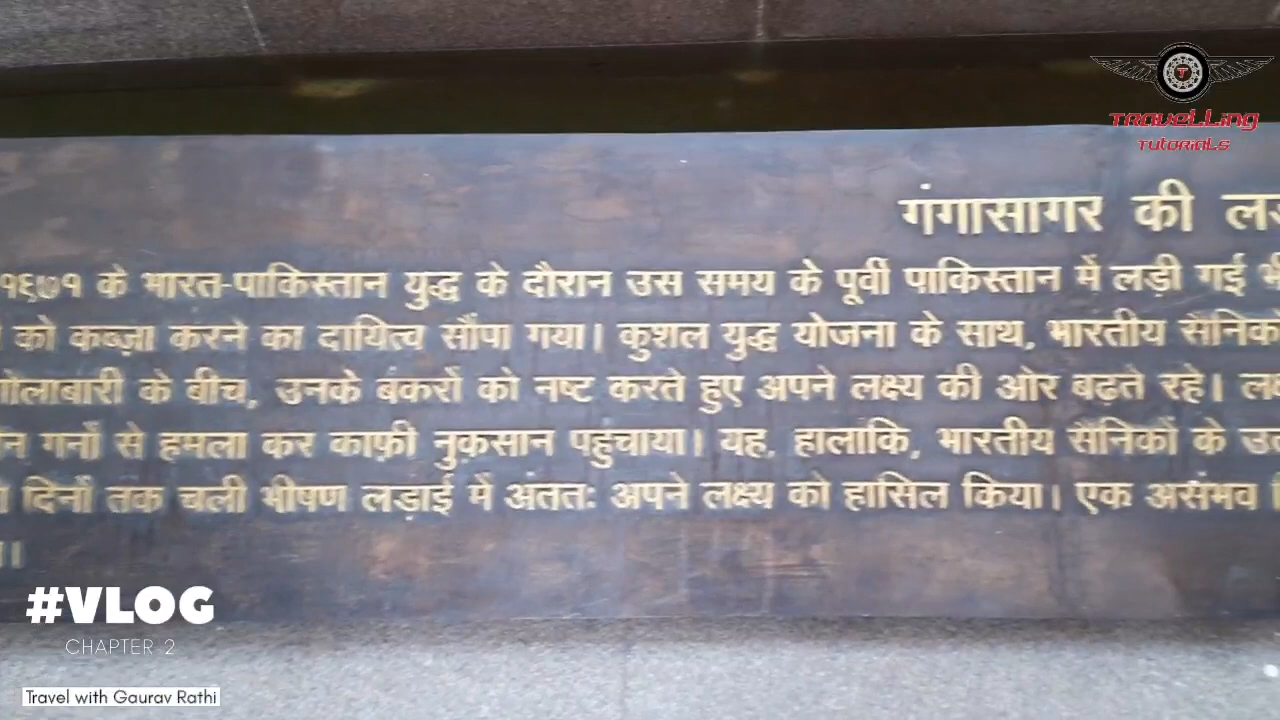 TRAVELLING
TUTORIALS
गंगासागर की
१९७१ के भारत-पाकिस्तान युद्ध के दौरान उस समय के पूर्वी पाकिस्तान में लड़ी गई
को कब्ज़ा करने का दायित्व सौंपा गया। कुशल युद्ध योजना के साथ, भारतीय सैनिकों
गोलाबारी के बीच, उनके बंकरों को नष्ट करते हुए अपने लक्ष्य की ओर बढ़ते रहे।
गनों से हमला कर काफ़ी नुक़सान पहुंचाया। यह, हालांकि, भारतीय सैनिकों के
दिनों तक चली भीषण लडाई में अंततः अपने लक्ष्य को हासिल किया। एक असंभव
#VLOG
CHAPTER 2
Travel with Gaurav Rathi